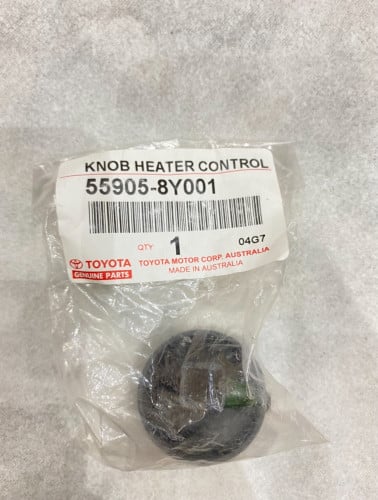 KNOB HEATER CONTROL
55905-8Y001
QTY 1 04G7
TOYOTA
GENUINE PARTS
TOYOTA MOTOR CORP. AUSTRALIA
MADE IN AUSTRALIA